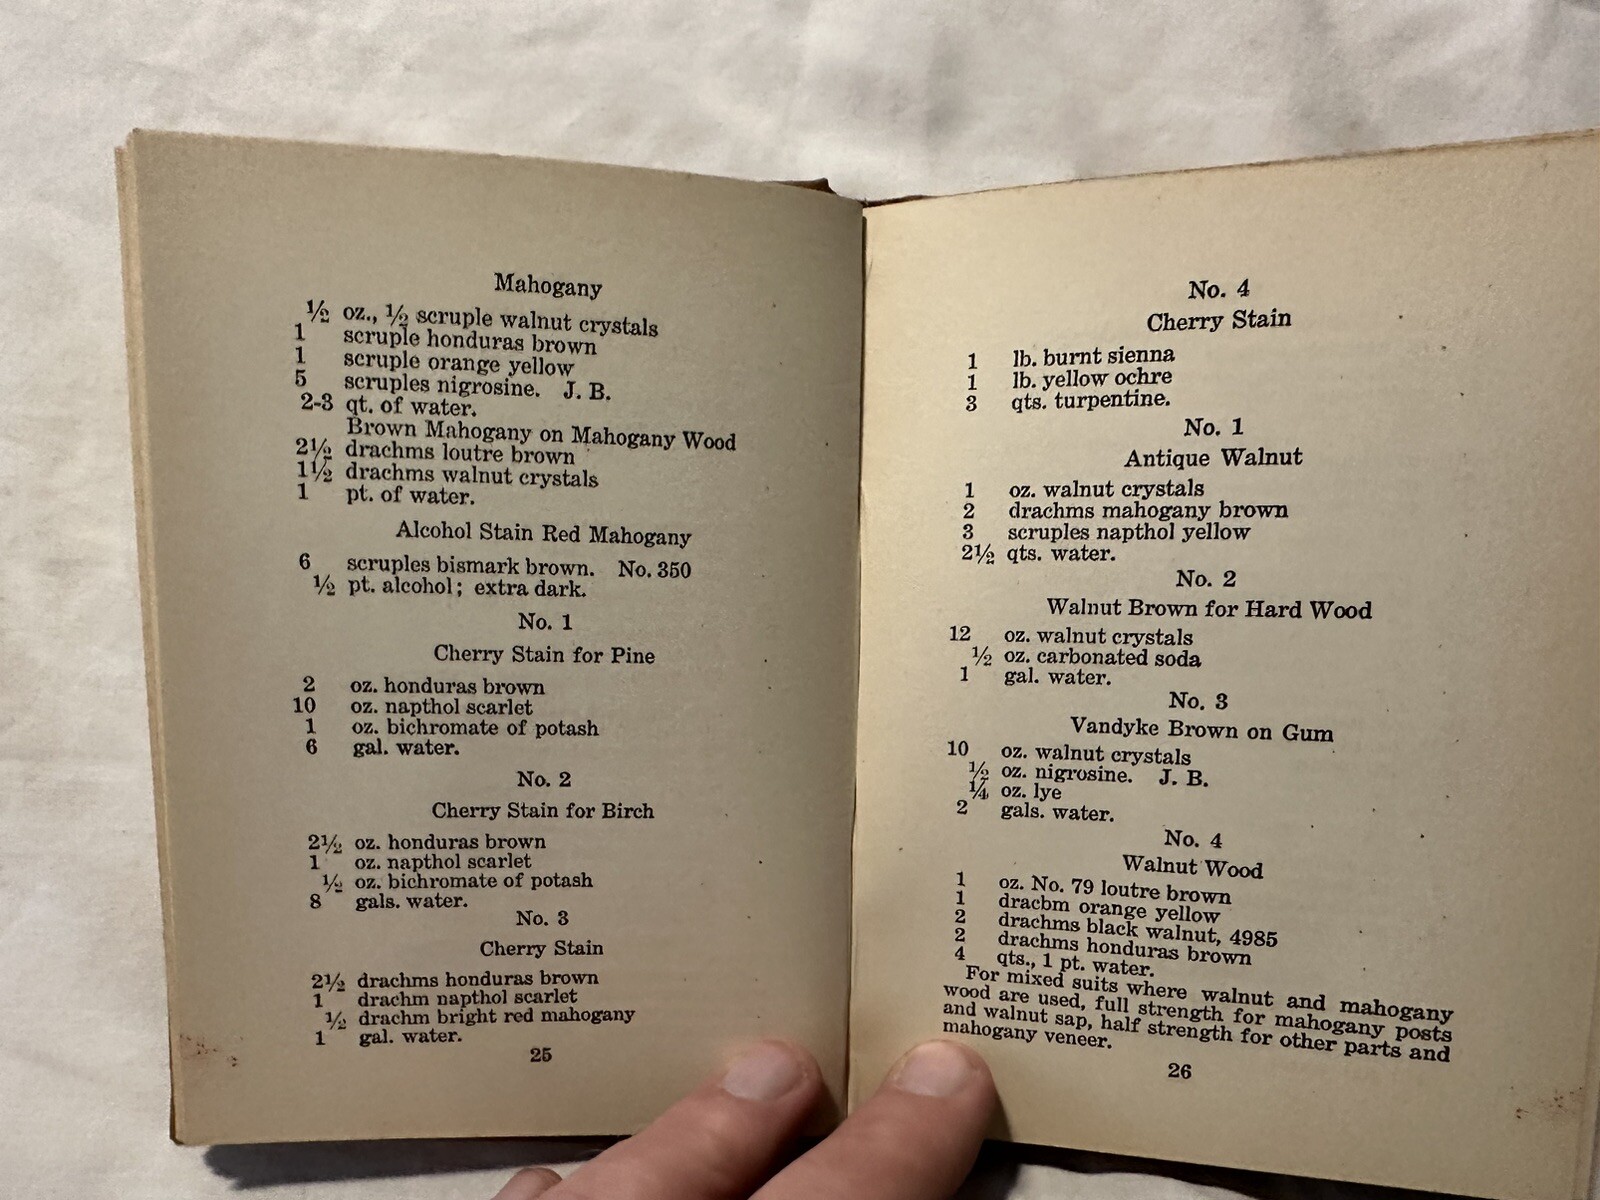 Mahogany
½ oz., ½ scruple walnut crystals
1 scruple honduras brown
1 scruple orange yellow
5 scruples nigrosine. J. B.
2-3 qt. of water.
Brown Mahogany on Mahogany Wood
2½ drachms loutre brown
1½ drachms walnut crystals
1 pt. of water.
Alcohol Stain Red Mahogany
6 scruples bismark brown. No. 350
½ pt. alcohol; extra dark.
No. 1
Cherry Stain for Pine
2 oz. honduras brown
10 oz. napthol scarlet
1 oz. bichromate of potash
6 gal. water.
No. 2
Cherry Stain for Birch
2½ oz. honduras brown
1 oz. napthol scarlet
½ oz. bichromate of potash
8 gals. water.
No. 3
Cherry Stain
2½ drachms honduras brown
1 drachm napthol scarlet
½ drachm bright red mahogany
1 gal. water.
25
No. 4
Cherry Stain
1 lb. burnt sienna
1 lb. yellow ochre
3 qts. turpentine.
No. 1
Antique Walnut
1 oz. walnut crystals
2 drachms mahogany brown
3 scruples napthol yellow
2½ qts. water.
No. 2
Walnut Brown for Hard Wood
12 oz. walnut crystals
½ oz. carbonated soda
1 gal. water.
No. 3
Vandyke Brown on Gum
10 oz. walnut crystals
½ oz. nigrosine. J. B.
¼ oz. lye
2 gals. water.
No. 4
Walnut Wood
1 oz. No. 79 loutre brown
1 dracbm orange yellow
2 drachms black walnut, 4985
2 drachms honduras brown
4 qts., 1 pt. water.
For mixed suits where walnut and mahogany
wood are used, full strength for mahogany posts
and walnut sap, half strength for other parts and
mahogany veneer.
26